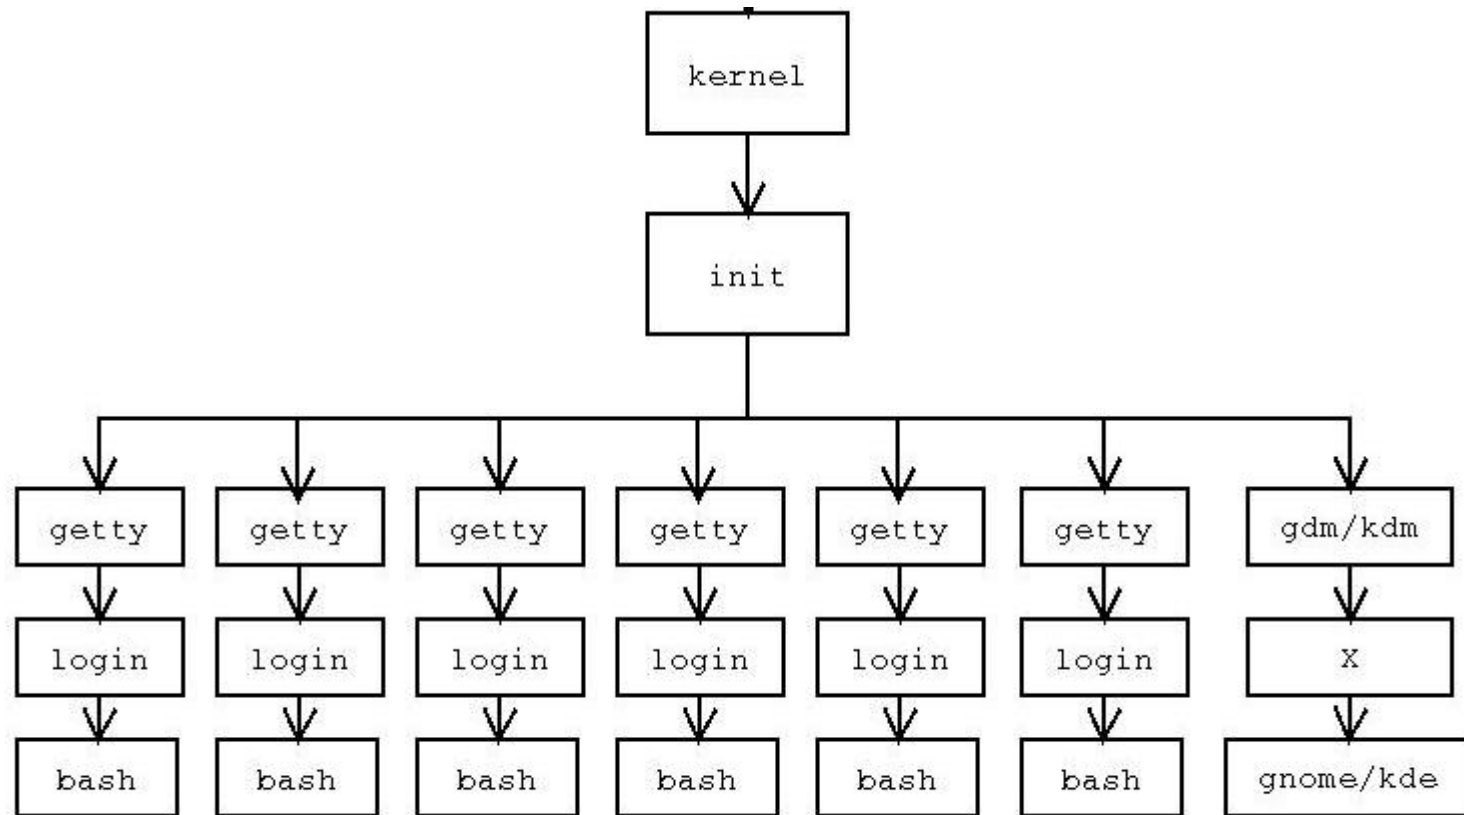 kernel
init
getty getty getty getty getty getty gdm/kdm
login login login login login login X
bash bash bash bash bash bash gnome/kde